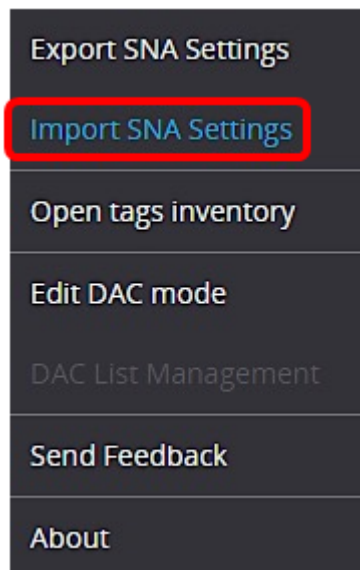 Export SNA Settings
Import SNA Settings
Open tags inventory
Edit DAC mode
DAC List Management
Send Feedback
About